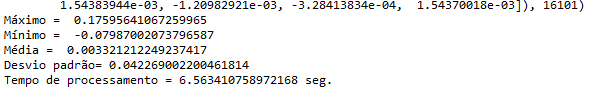 1.54383944e-03, -1.20982921e-03, -3.28413834e-04,  1.54370018e-03]), 16101)
Máximo =  0.17595641067259965
Mínimo =  -0.07987002073796587
Média =  0.003321212249237417
Desvio padrão= 0.042269002200461814
Tempo de processamento = 6.563410758972168 seg.